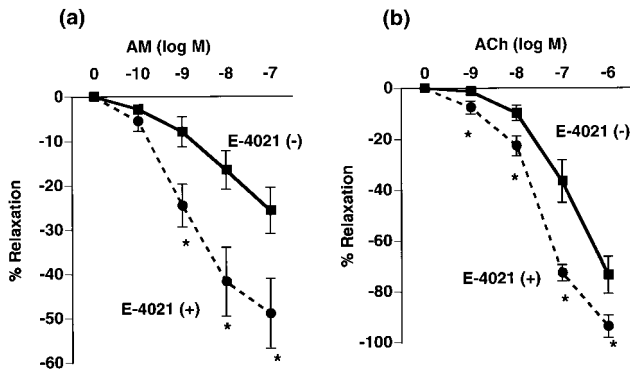 (a)
AM (log M)
0 -10 -9 -8 -7
0
-10
-20
-30
-40
-50
-60
% Relaxation
E-4021 (-)
E-4021 (+)
*
*
*
(b)
ACh (log M)
0 -9 -8 -7 -6
0
-20
-40
-60
-80
-100
% Relaxation
E-4021 (-)
E-4021 (+)
*
*
*
*